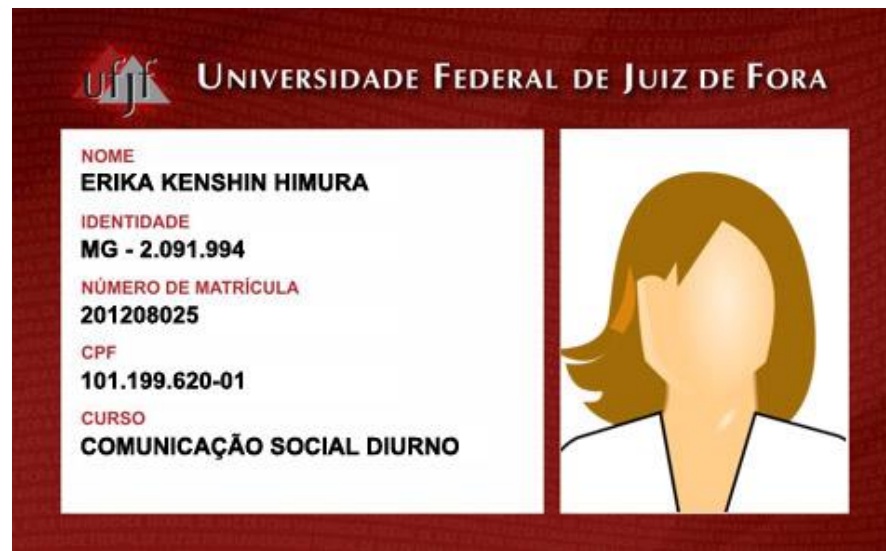 ufjf
UNIVERSIDADE FEDERAL DE JUIZ DE FORA
NOME
ERIKA KENSHIN HIMURA
IDENTIDADE
MG - 2.091.994
NÚMERO DE MATRÍCULA
201208025
CPF
101.199.620-01
CURSO
COMUNICAÇÃO SOCIAL DIURNO